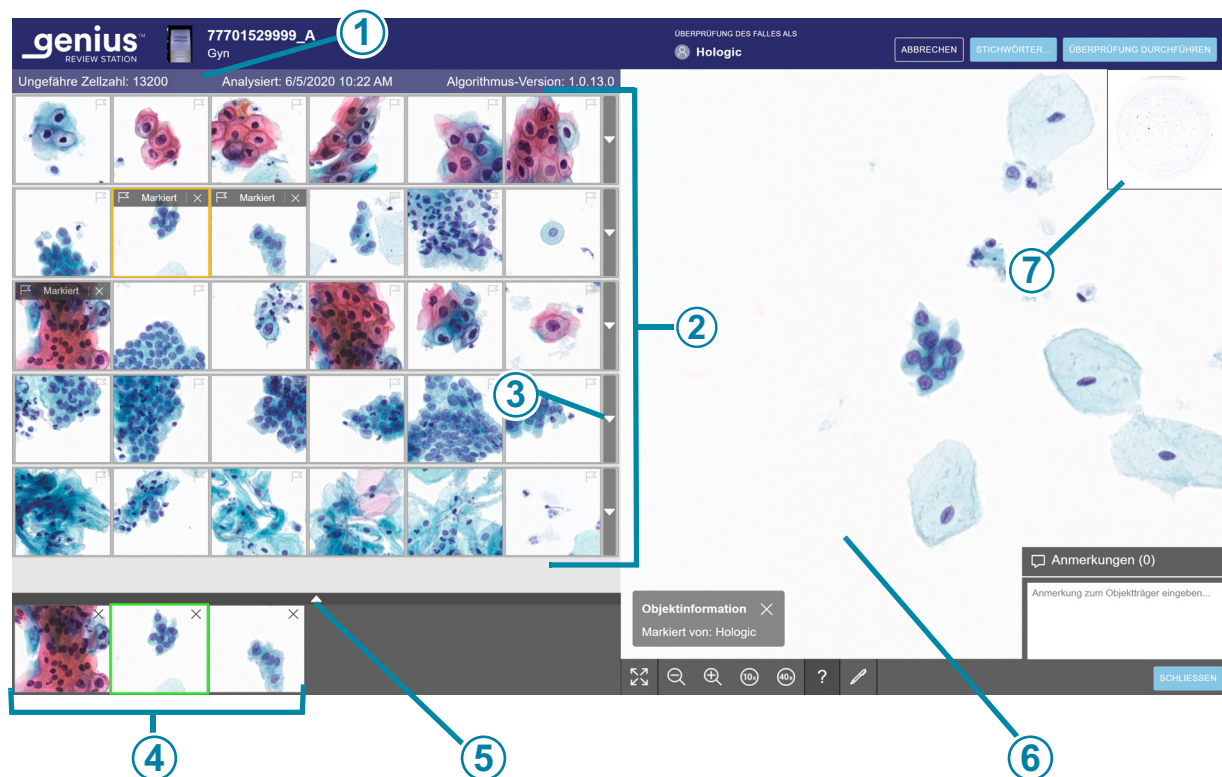 genius™
REVIEW STATION
77701529999_A
Gyn
1
ÜBERPRÜFUNG DES FALLES ALS
Hologic
ABBRECHEN
STICHWÖRTER...
ÜBERPRÜFUNG DURCHFÜHREN
Ungefähre Zellzahl: 13200
Analysiert: 6/5/2020 10:22 AM
Algorithmus-Version: 1.0.13.0
Markiert
Markiert
7
Markiert
2
3
Anmerkungen (0)
Anmerkung zum Objektträger eingeben...
Objektinformation
Markiert von: Hologic
10x
40x
?
SCHLIESSEN
4
5
6